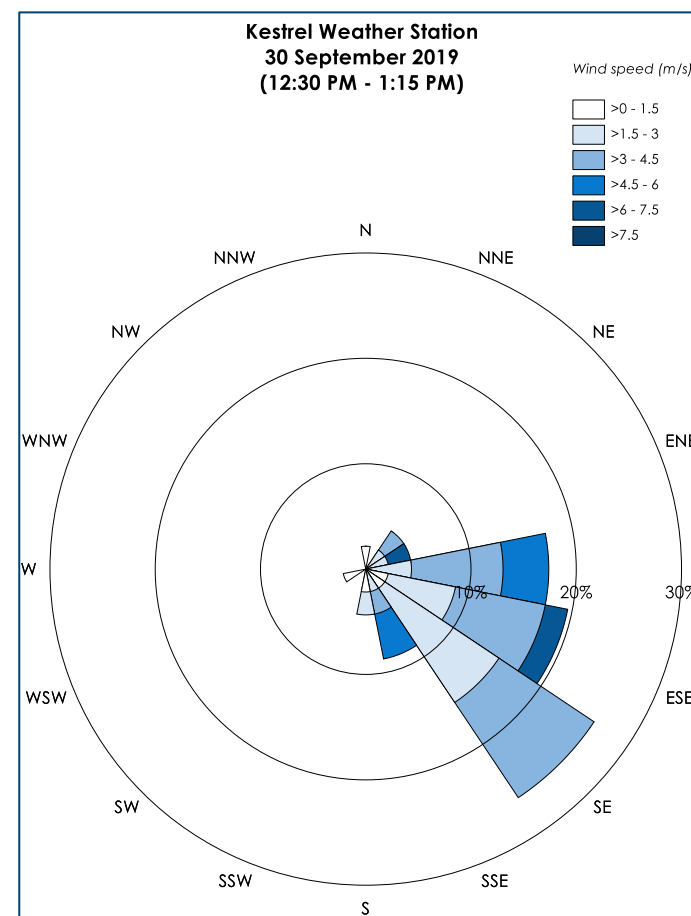 Kestrel Weather Station
30 September 2019
(12:30 PM - 1:15 PM)
Wind speed (m/s)
>0 - 1.5
>1.5 - 3
>3 - 4.5
>4.5 - 6
>6 - 7.5
>7.5
N
NNW
NNE
NW
NE
WNW
ENE
W
10%
20%
30%
WSW
ESE
SW
SE
SSW
SSE
S